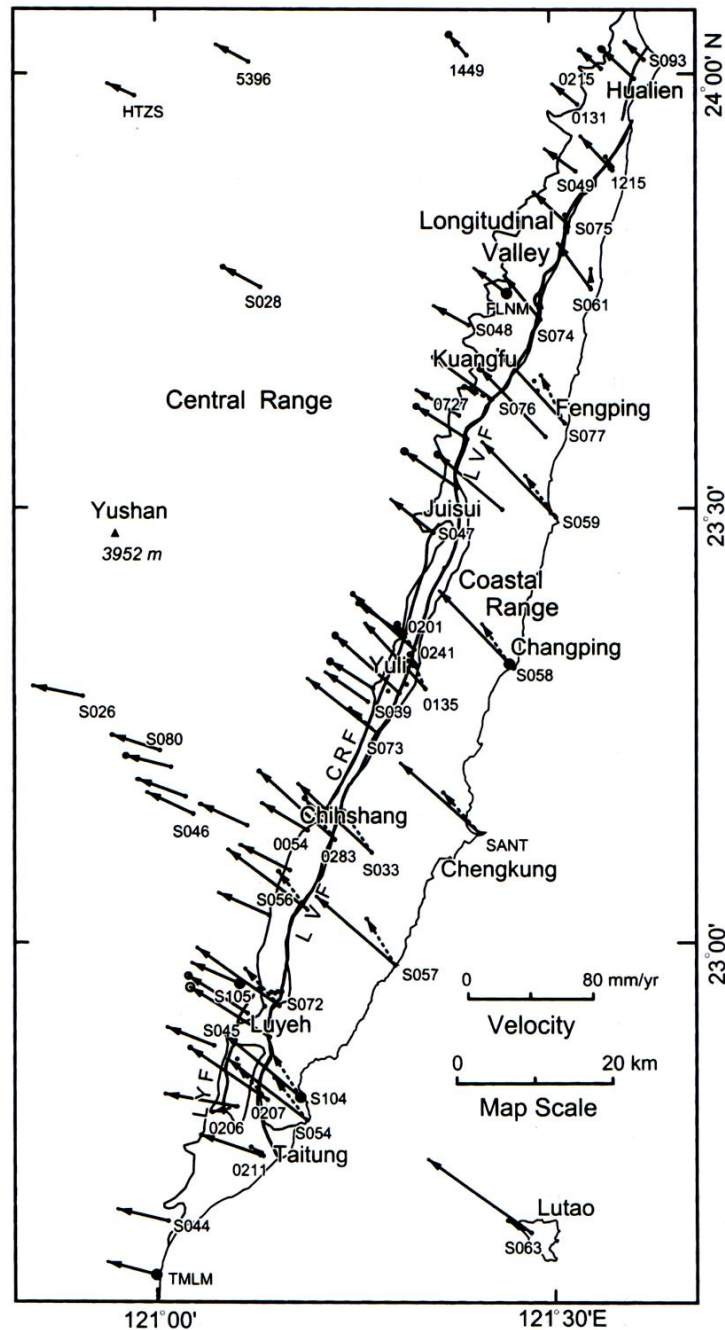 24°00' N
5396
1449
0215
S093
Hualien
HTZS
0131
S049
1215
S075
Longitudinal
Valley
S028
S061
FLNM
S048
S074
Kuangfu
Central Range
0727
S076
Fengping
S077
LVF
Yushan
3952 m
23°30'
Juisui
S047
S059
Coastal
Range
0201
0241
Changping
Yuli
S058
S026
S039
0135
S080
S073
CRF
Chihshang
S046
0054
0283
S033
SANT
Chengkung
S056
LVF
23°00'
S057
S105
S072
0 80 mm/yr
Velocity
Luyeh
S045
0 20 km
Map Scale
LYF
S104
0207
0206
S054
0211
Taitung
S044
Lutao
S063
TMLM
121°00'
121°30'E